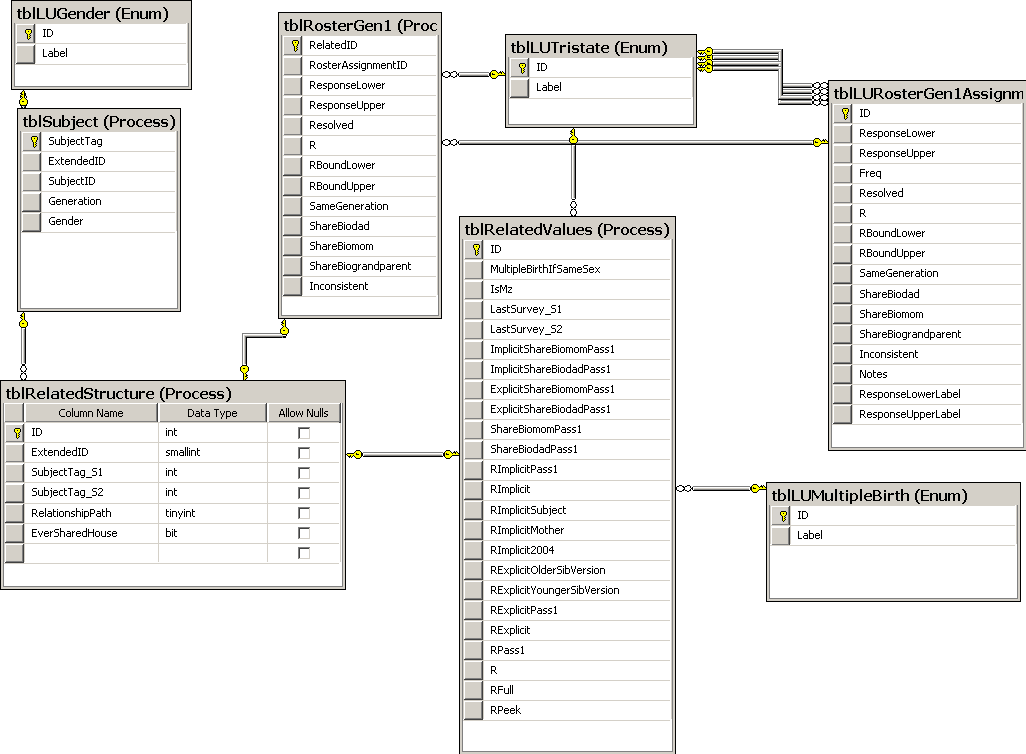 tblLUGender (Enum)
ID
Label
tblSubject (Process)
SubjectTag
ExtendedID
SubjectID
Generation
Gender
tblRosterGen1 (Proc
RelatedID
RosterAssignmentID
ResponseLower
ResponseUpper
Resolved
R
RBoundLower
RBoundUpper
SameGeneration
ShareBiodad
ShareBiomom
ShareBiograndparent
Inconsistent
tblLUTristate (Enum)
ID
Label
tblLURosterGen1Assignm
ID
ResponseLower
ResponseUpper
Freq
Resolved
R
RBoundLower
RBoundUpper
SameGeneration
ShareBiodad
ShareBiomom
ShareBiograndparent
Inconsistent
Notes
ResponseLowerLabel
ResponseUpperLabel
tblRelatedStructure (Process)
Column Name Data Type Allow Nulls
ID int
ExtendedID smallint
SubjectTag_S1 int
SubjectTag_S2 int
RelationshipPath tinyint
EverSharedHouse bit
tblRelatedValues (Process)
ID
MultipleBirthIfSameSex
IsMz
LastSurvey_S1
LastSurvey_S2
ImplicitShareBiomomPass1
ImplicitShareBiodadPass1
ExplicitShareBiomomPass1
ExplicitShareBiodadPass1
ShareBiomomPass1
ShareBiodadPass1
RImplicitPass1
RImplicit
RImplicitSubject
RImplicitMother
RImplicit2004
RExplicitOlderSibVersion
RExplicitYoungerSibVersion
RExplicitPass1
RExplicit
RPass1
R
RFull
RPeek
tblLUMultipleBirth (Enum)
ID
Label